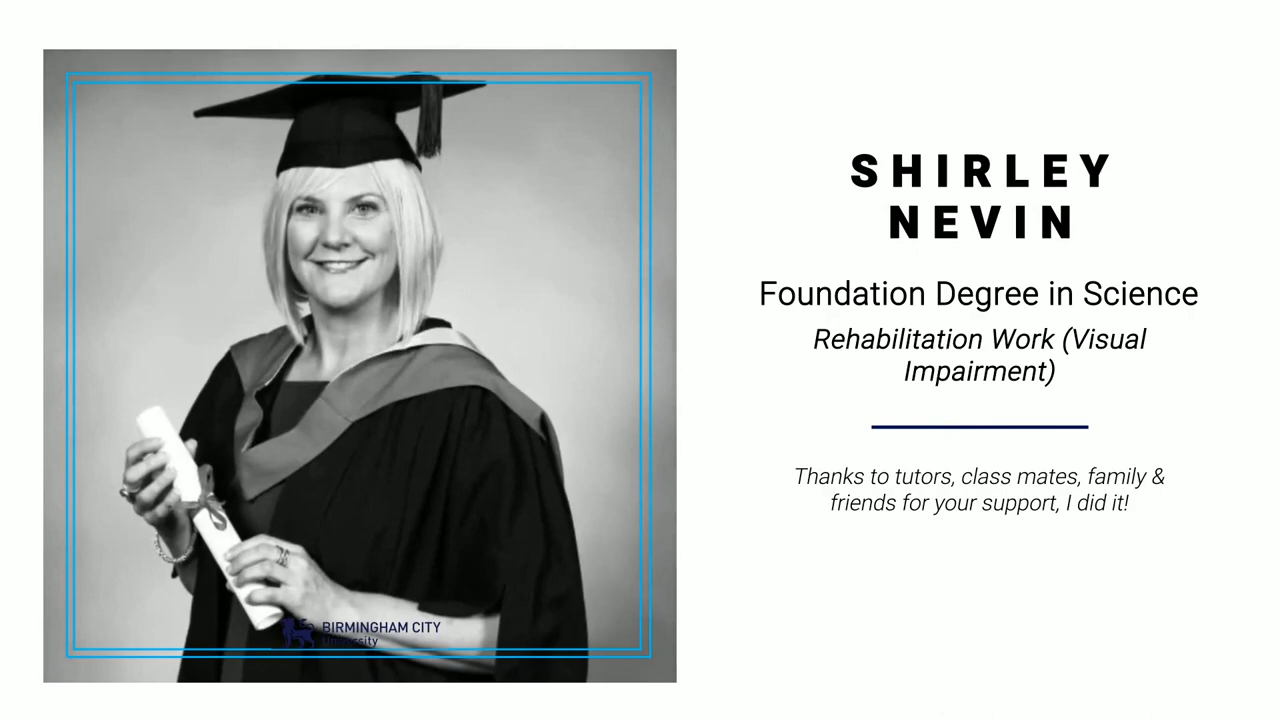 SHIRLEY
NEVIN
Foundation Degree in Science
Rehabilitation Work (Visual
Impairment)
Thanks to tutors, class mates, family &
friends for your support, I did it!
BIRMINGHAM CITY
University